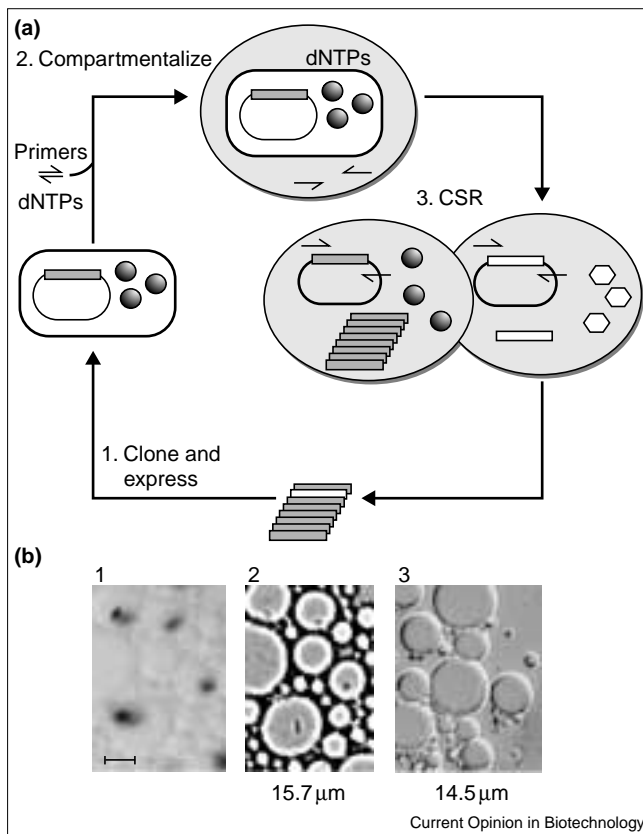 (a)
2. Compartmentalize
dNTPs
Primers
dNTPs
3. CSR
1. Clone and
express
(b)
1
2
3
15.7 µm
14.5 µm
Current Opinion in Biotechnology